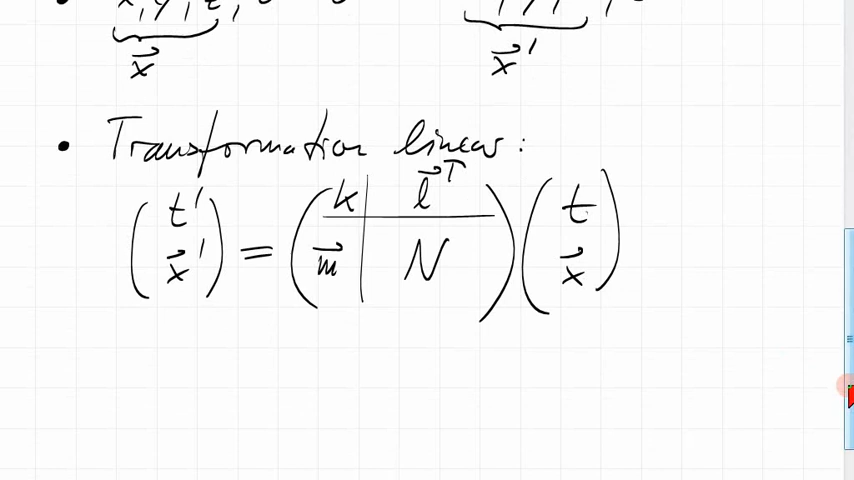 x, y, z,
x⃗ x⃗ '
• Transformation linear:
( t' x⃗ ' ) = ( k l⃗ᵀ m⃗ N ) ( t x⃗ )